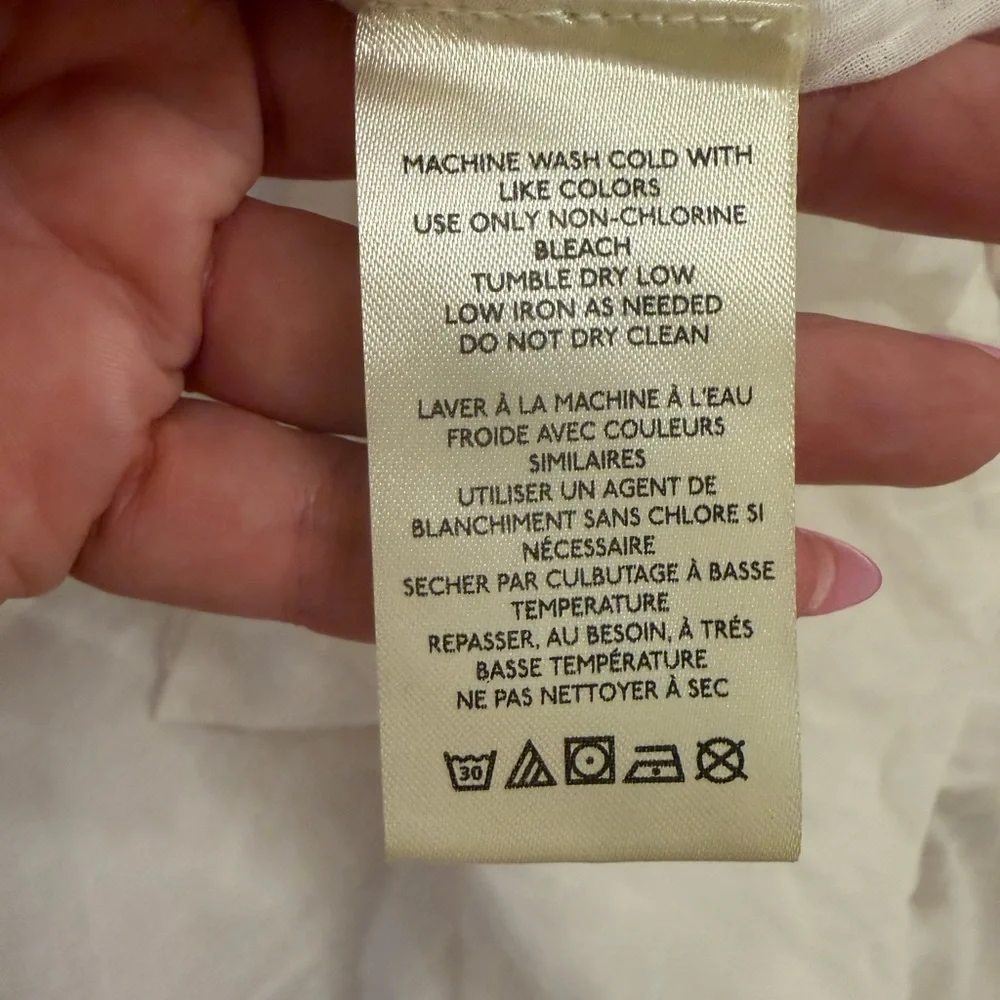 MACHINE WASH COLD WITH
LIKE COLORS
USE ONLY NON-CHLORINE
BLEACH
TUMBLE DRY LOW
LOW IRON AS NEEDED
DO NOT DRY CLEAN
LAVER À LA MACHINE À L'EAU
FROIDE AVEC COULEURS
SIMILAIRES
UTILISER UN AGENT DE
BLANCHIMENT SANS CHLORE SI
NÉCESSAIRE
SECHER PAR CULBUTAGE À BASSE
TEMPERATURE
REPASSER, AU BESOIN, À TRÉS
BASSE TEMPÉRATURE
NE PAS NETTOYER À SEC
30